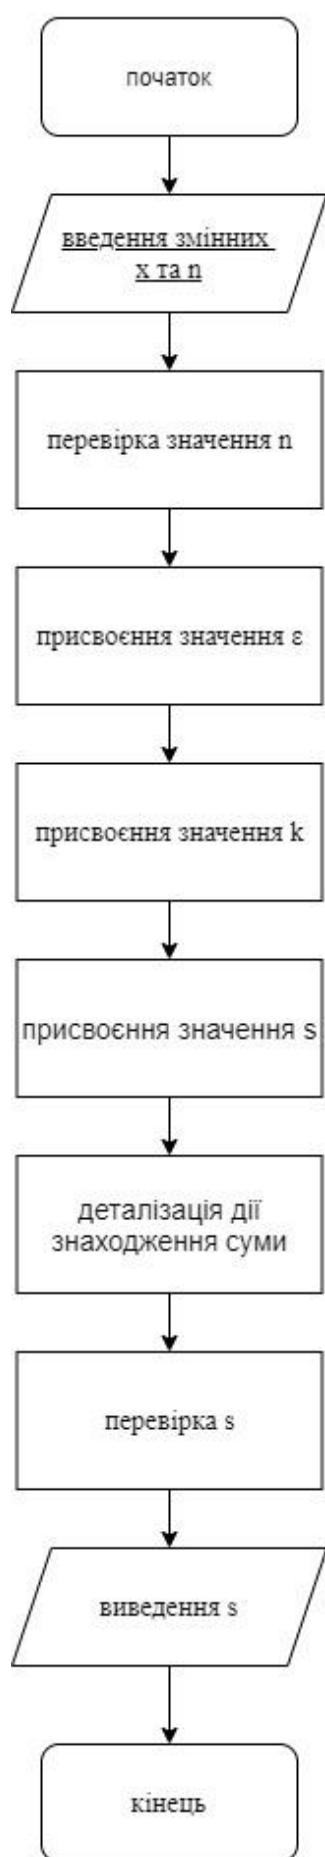 початок
введення змінних
х та n
перевірка значення n
присвоєння значення ε
присвоєння значення k
присвоєння значення s
деталізація дії
знаходження суми
перевірка s
виведення s
кінець